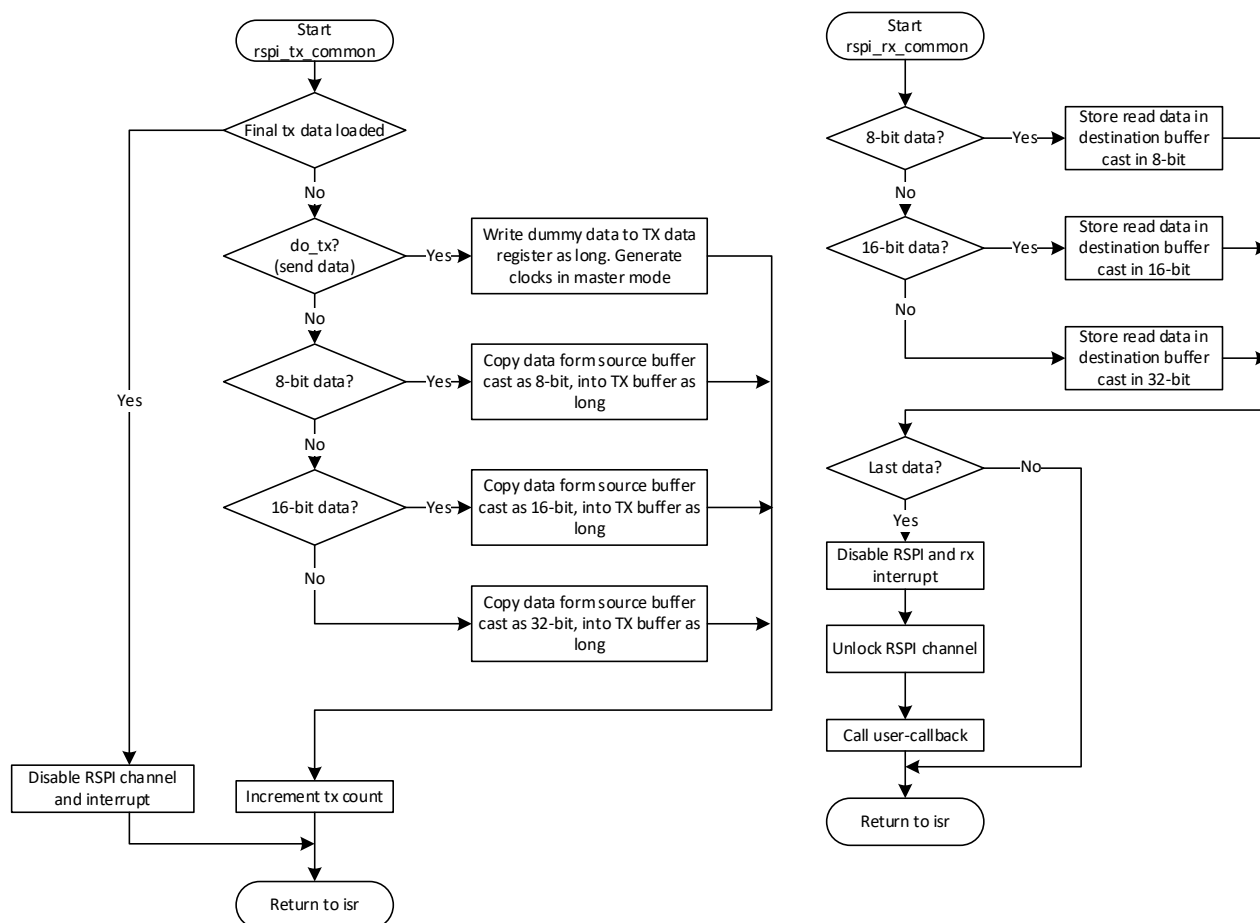 Start
rspi_tx_common
Final tx data loaded
No
do_tx?
(send data)
Yes
Write dummy data to TX data
register as long. Generate
clocks in master mode
No
8-bit data?
Yes
Copy data form source buffer
cast as 8-bit, into TX buffer as
long
Yes
No
16-bit data?
Yes
Copy data form source buffer
cast as 16-bit, into TX buffer as
long
No
Copy data form source buffer
cast as 32-bit, into TX buffer as
long
Disable RSPI channel
and interrupt
Increment tx count
Return to isr
Start
rspi_rx_common
8-bit data?
Yes
Store read data in
destination buffer
cast in 8-bit
No
16-bit data?
Yes
Store read data in
destination buffer
cast in 16-bit
No
Store read data in
destination buffer
cast in 32-bit
Last data?
No
Yes
Disable RSPI and rx
interrupt
Unlock RSPI channel
Call user-callback
Return to isr